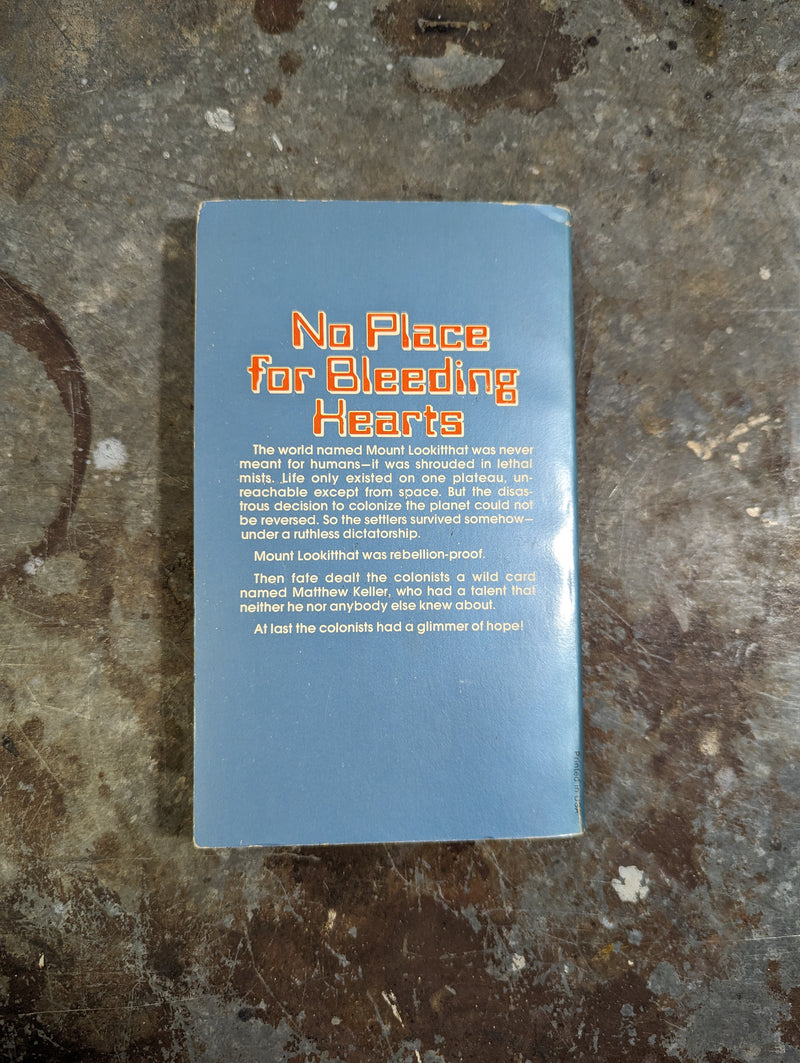 No Place
for Bleeding
Hearts
The world named Mount Lookitthat was never
meant for humans—it was shrouded in lethal
mists. Life only existed on one plateau, un-
reachable except from space. But the disas-
trous decision to colonize the planet could not
be reversed. So the settlers survived somehow—
under a ruthless dictatorship.
Mount Lookitthat was rebellion-proof.
Then fate dealt the colonists a wild card
named Matthew Keller, who had a talent that
neither he nor anybody else knew about.
At last the colonists had a glimmer of hope!
Printed in